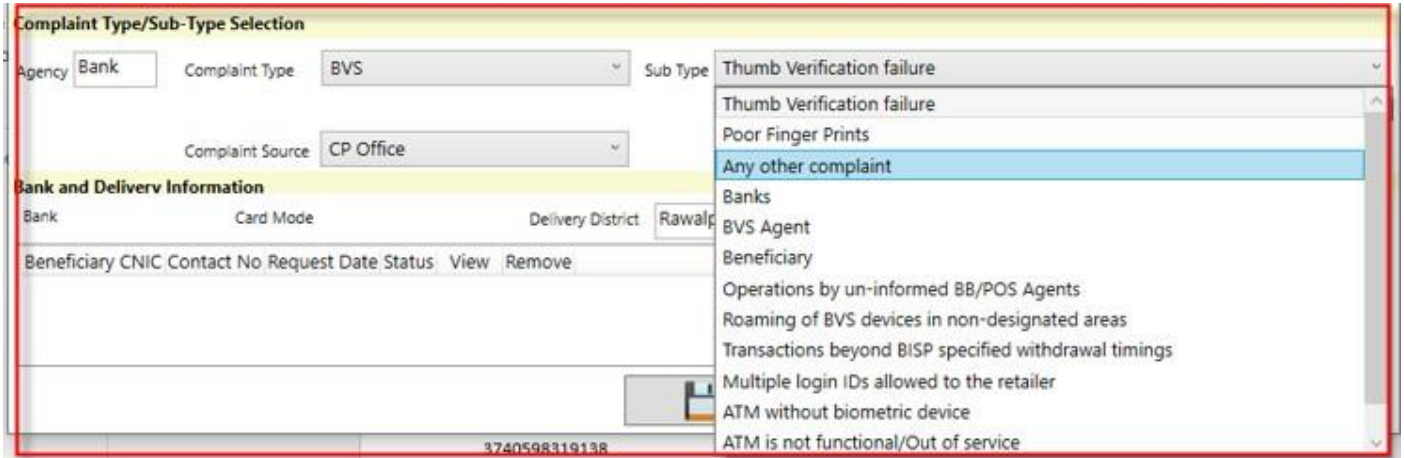 Complaint Type/Sub-Type Selection
Agency Bank Complaint Type BVS Sub Type Thumb Verification failure
Thumb Verification failure
Poor Finger Prints
Complaint Source CP Office
Any other complaint
Bank and Delivery Information
Banks
Bank Card Mode Delivery District Rawalp
BVS Agent
Beneficiary CNIC Contact No Request Date Status View Remove
Beneficiary
Operations by un-informed BB/POS Agents
Roaming of BVS devices in non-designated areas
Transactions beyond BISP specified withdrawal timings
Multiple login IDs allowed to the retailer
ATM without biometric device
ATM is not functional/Out of service
3740598319138